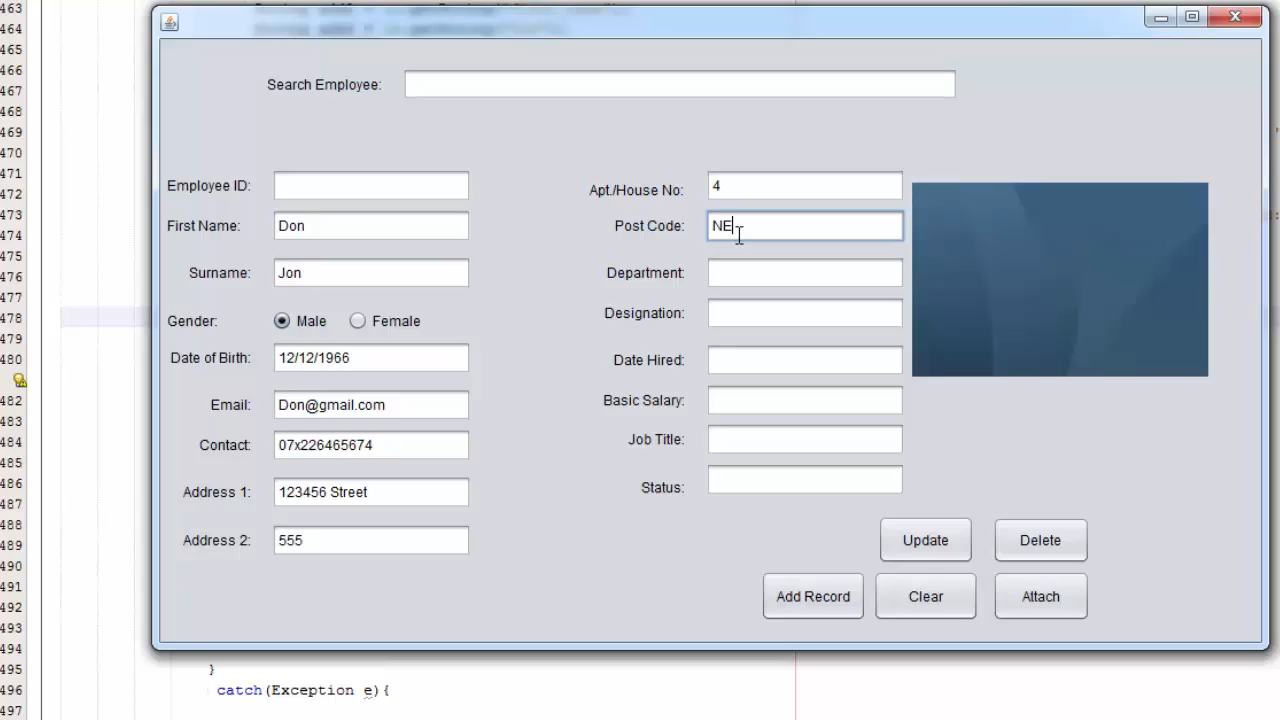 463
464
465
466
467
468
469
470
471
472
473
474
475
476
477
478
479
480
482
483
484
485
486
487
488
489
490
491
492
493
494
495
496
497
Search Employee:
Employee ID:
First Name: Don
Surname: Jon
Gender: Male Female
Date of Birth: 12/12/1966
Email: Don@gmail.com
Contact: 07x226465674
Address 1: 123456 Street
Address 2: 555
Apt./House No: 4
Post Code: NE
Department:
Designation:
Date Hired:
Basic Salary:
Job Title:
Status:
Update Delete
Add Record Clear Attach
}
catch(Exception e){